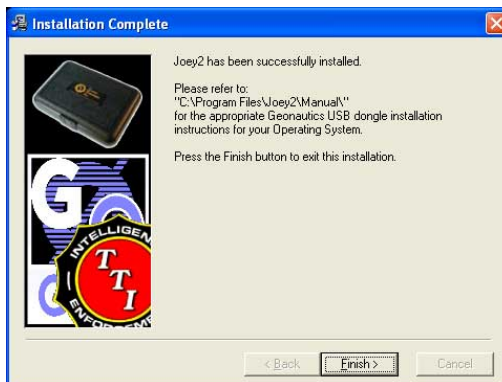 Installation Complete
Joey2 has been successfully installed.
Please refer to:
"C:\Program Files\Joey2\Manual\"
for the appropriate Geonautics USB dongle installation
instructions for your Operating System.
Press the Finish button to exit this installation.
G
INTELLIGEN
TTI
ENFORCEME
< Back
Finish >
Cancel